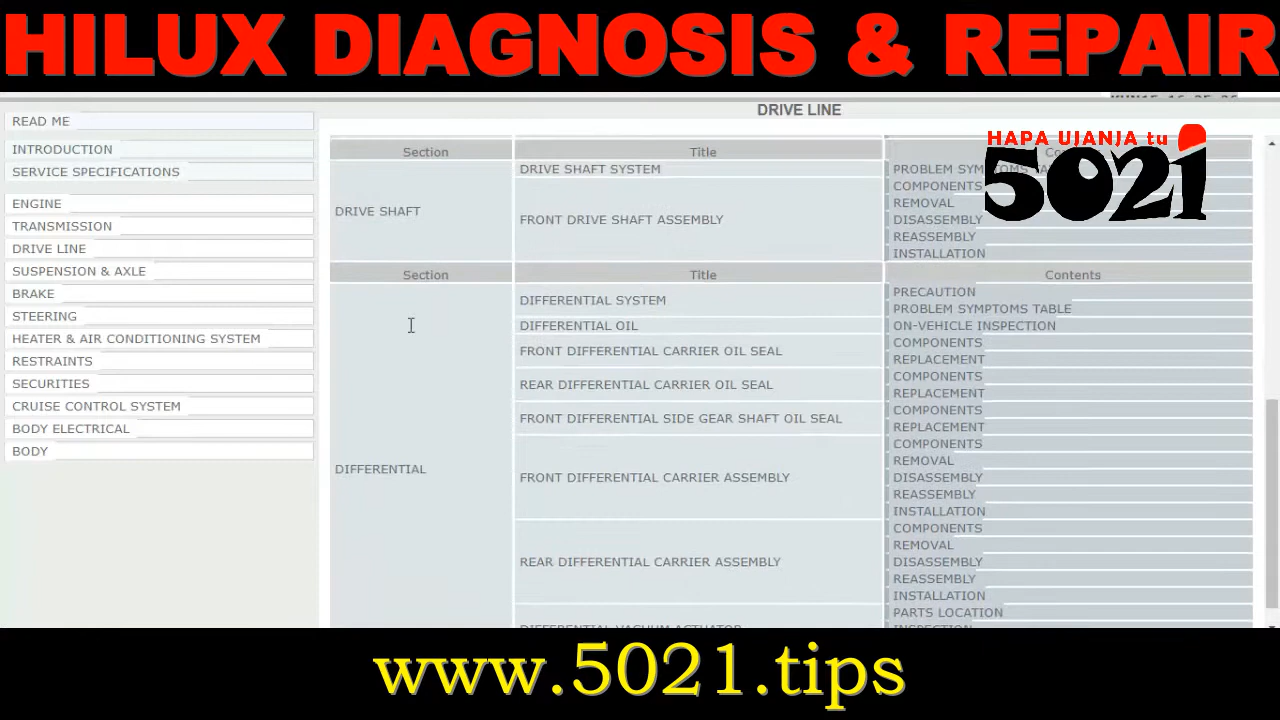 HILUX DIAGNOSIS & REPAIR
DRIVE LINE
HAPA UJANJA tu
5021
READ ME
INTRODUCTION
SERVICE SPECIFICATIONS
ENGINE
TRANSMISSION
DRIVE LINE
SUSPENSION & AXLE
BRAKE
STEERING
HEATER & AIR CONDITIONING SYSTEM
RESTRAINTS
SECURITIES
CRUISE CONTROL SYSTEM
BODY ELECTRICAL
BODY
Section Title
DRIVE SHAFT
DRIVE SHAFT SYSTEM
FRONT DRIVE SHAFT ASSEMBLY
PROBLEM
COMPONENTS
REMOVAL
DISASSEMBLY
REASSEMBLY
INSTALLATION
Section Title Contents
DIFFERENTIAL
DIFFERENTIAL SYSTEM
DIFFERENTIAL OIL
FRONT DIFFERENTIAL CARRIER OIL SEAL
REAR DIFFERENTIAL CARRIER OIL SEAL
FRONT DIFFERENTIAL SIDE GEAR SHAFT OIL SEAL
FRONT DIFFERENTIAL CARRIER ASSEMBLY
REAR DIFFERENTIAL CARRIER ASSEMBLY
PRECAUTION
PROBLEM SYMPTOMS TABLE
ON-VEHICLE INSPECTION
COMPONENTS
REPLACEMENT
COMPONENTS
REPLACEMENT
COMPONENTS
REPLACEMENT
COMPONENTS
REMOVAL
DISASSEMBLY
REASSEMBLY
INSTALLATION
COMPONENTS
REMOVAL
DISASSEMBLY
REASSEMBLY
INSTALLATION
PARTS LOCATION
www.5021.tips